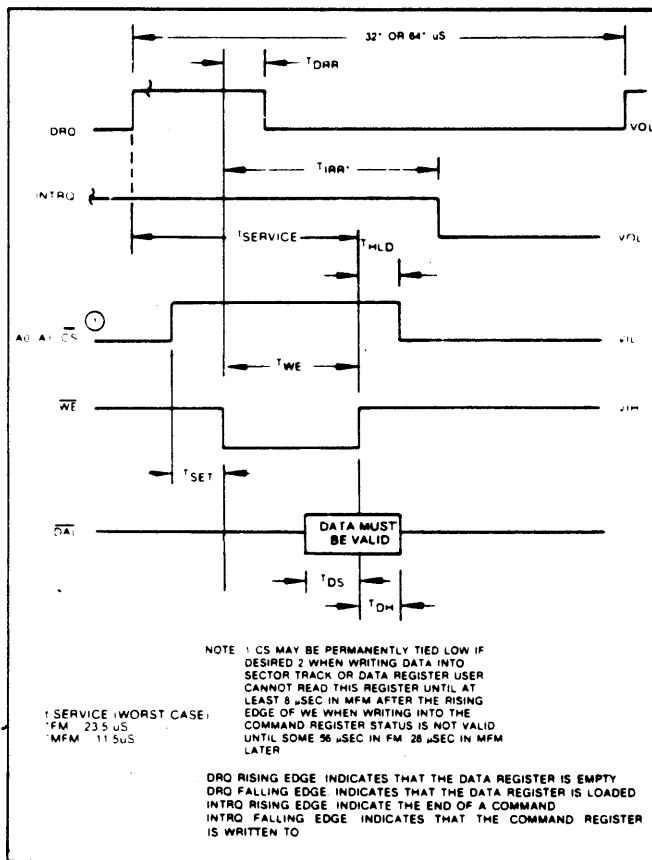 32* OR 64* uS
TDRR
DRQ
VOL
TIRR*
INTRQ
TSERVICE
VOL
THLD
1
A0, A1, CS
VIL
TWE
WE
VIH
TSET
DAL
DATA MUST
BE VALID
TDS
TDH
NOTE 1 CS MAY BE PERMANENTLY TIED LOW IF
DESIRED 2 WHEN WRITING DATA INTO
SECTOR TRACK OR DATA REGISTER USER
CANNOT READ THIS REGISTER UNTIL AT
LEAST 8 µSEC IN MFM AFTER THE RISING
EDGE OF WE WHEN WRITING INTO THE
COMMAND REGISTER STATUS IS NOT VALID
UNTIL SOME 56 µSEC IN FM 28 µSEC IN MFM
LATER
T SERVICE (WORST CASE)
*FM 23.5 uS
*MFM 11.5uS
DRQ RISING EDGE INDICATES THAT THE DATA REGISTER IS EMPTY
DRQ FALLING EDGE. INDICATES THAT THE DATA REGISTER IS LOADED
INTRQ RISING EDGE INDICATE THE END OF A COMMAND
INTRQ FALLING EDGE INDICATES THAT THE COMMAND REGISTER
IS WRITTEN TO